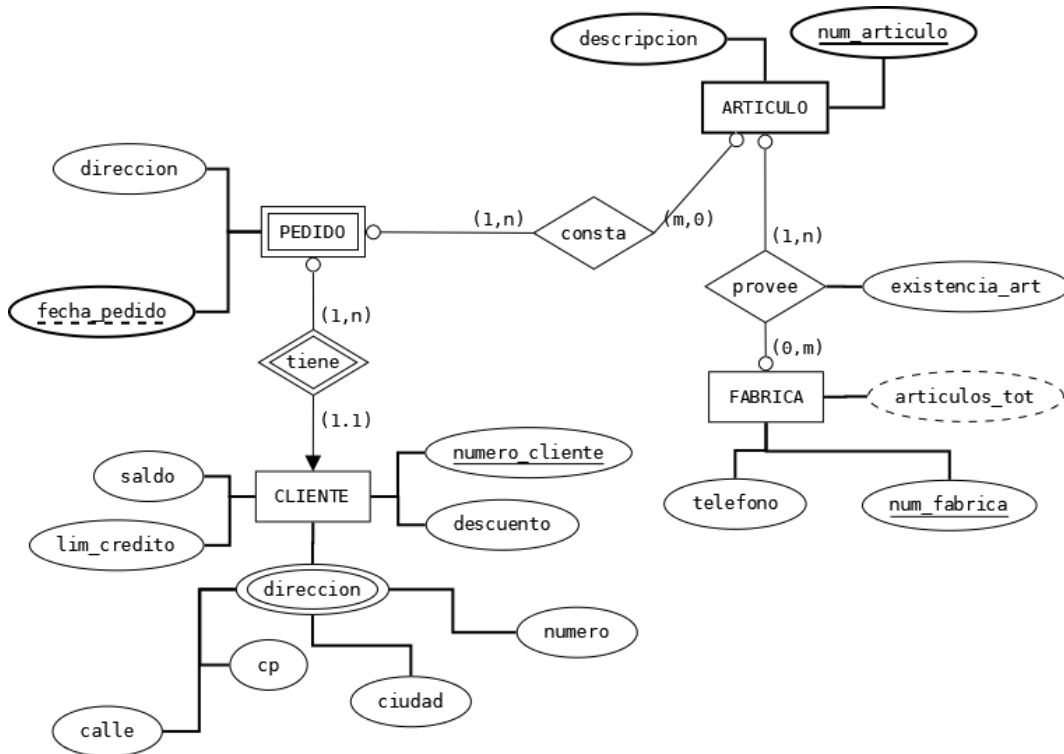 descripcion
num_articulo
ARTICULO
direccion
PEDIDO
(1,n)
consta
(m,0)
(1,n)
fecha_pedido
(1,n)
provee
existencia_art
tiene
(0,m)
FABRICA
articulos_tot
(1.1)
numero_cliente
saldo
CLIENTE
telefono
num_fabrica
descuento
lim_credito
direccion
numero
cp
ciudad
calle